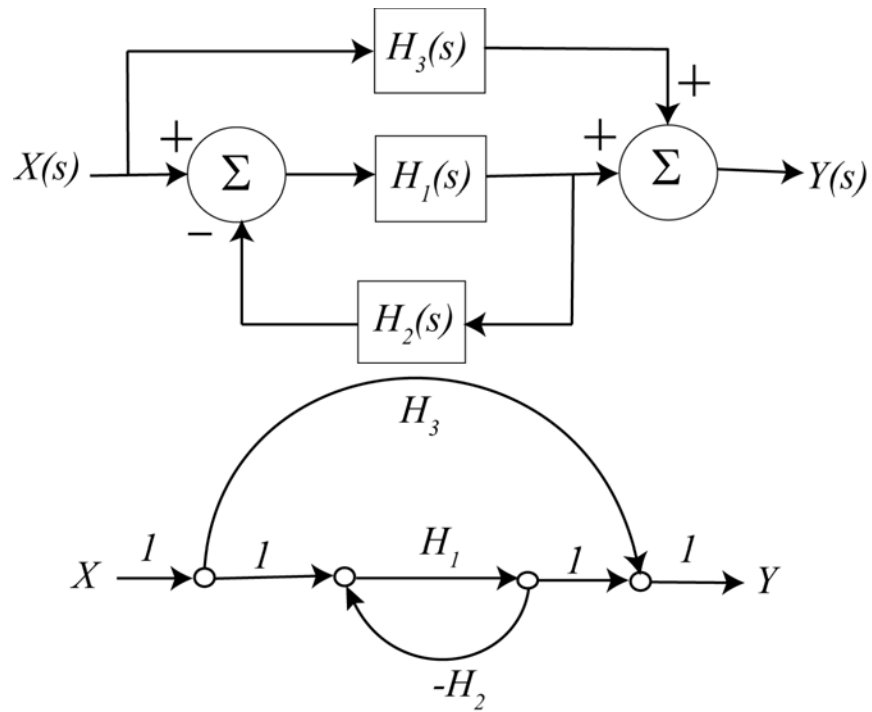 H₃(s)
+
+ +
X(s) Σ H₁(s) Σ Y(s)
−
H₂(s)
H₃
1 1 H₁ 1 1
X Y
-H₂